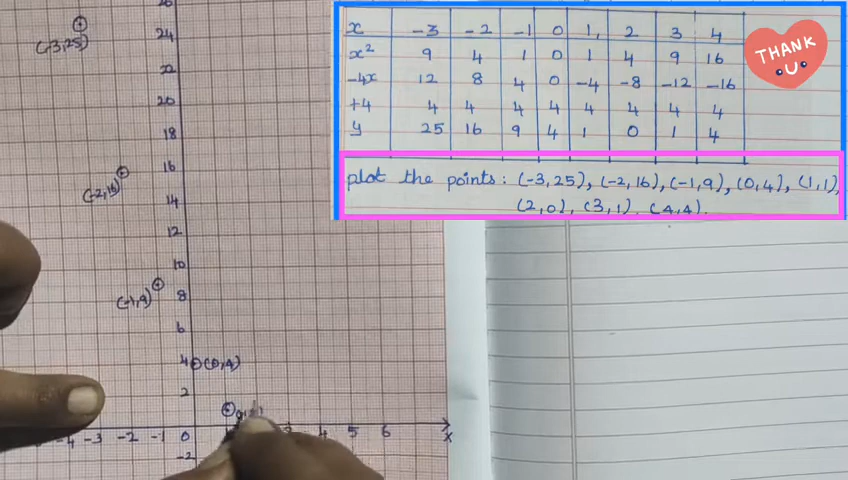 x -3 -2 -1 0 1, 2 3 4
x² 9 4 1 0 1 4 9 16
-4x 12 8 4 0 -4 -8 -12 -16
+4 4 4 4 4 4 4 4 4
y 25 16 9 4 1 0 1 4
plot the points: (-3,25), (-2,16), (-1,9), (0,4), (1,1),
(2,0), (3,1), (4,4).
THANK
U
24
(-3,25)
22
20
18
16
(-2,16)
14
12
10
(-1,9) 8
6
4 (0,4)
2
-4 -3 -2 -1 0 3 4 5 6 x
-2